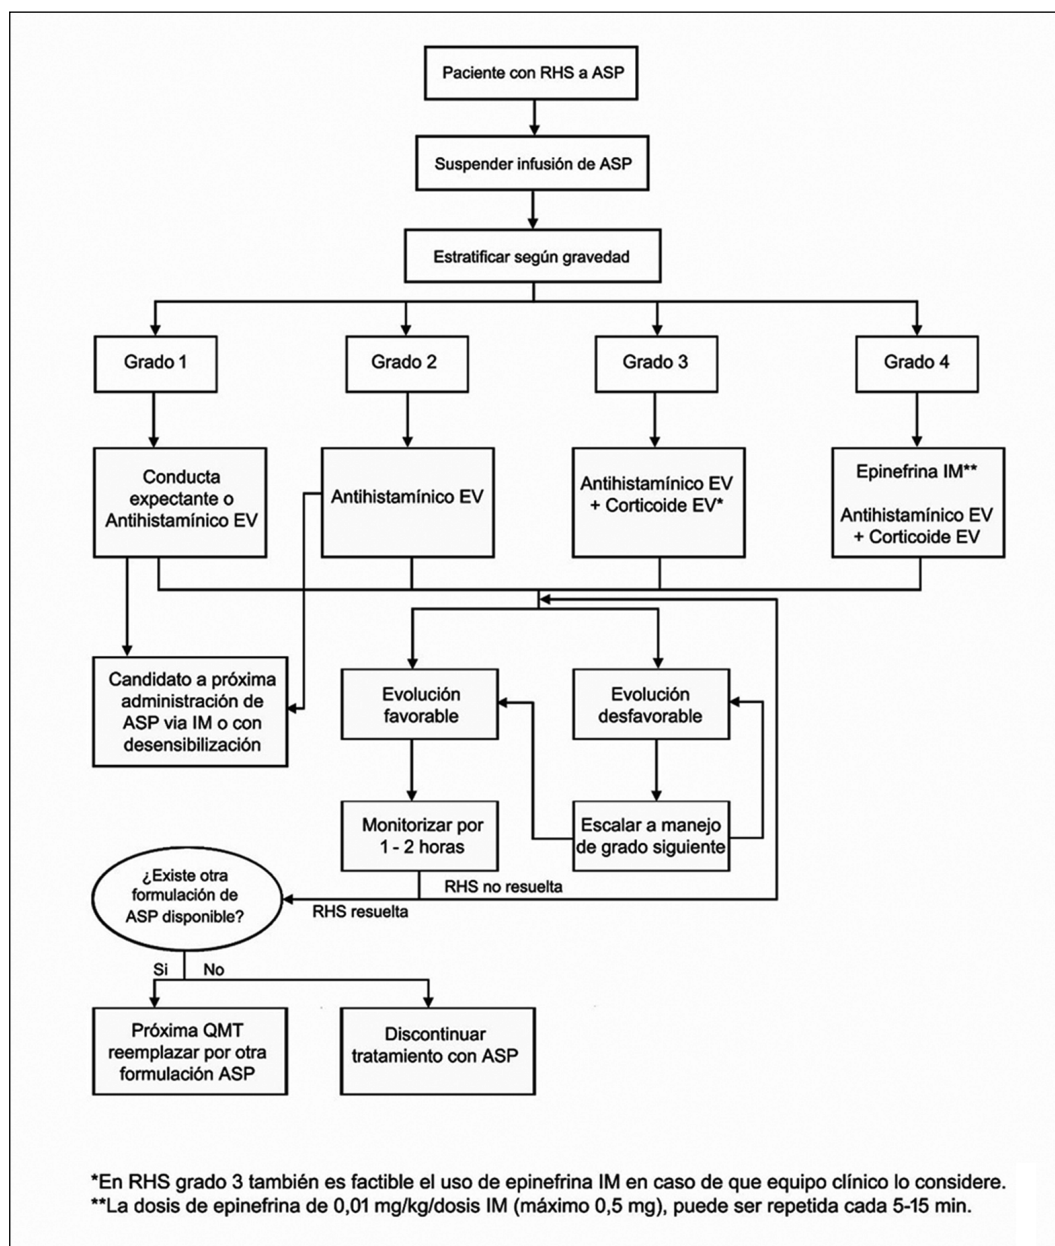 Paciente con RHS a ASP
Suspender infusión de ASP
Estratificar según gravedad
Grado 1
Grado 2
Grado 3
Grado 4
Conducta
expectante o
Antihistamínico EV
Antihistamínico EV
Antihistamínico EV
+ Corticoide EV*
Epinefrina IM**
Antihistamínico EV
+ Corticoide EV
Candidato a próxima
administración de
ASP via IM o con
desensibilización
Evolución
favorable
Evolución
desfavorable
Monitorizar por
1 - 2 horas
Escalar a manejo
de grado siguiente
RHS no resuelta
RHS resuelta
¿Existe otra
formulación de
ASP disponible?
Si
No
Próxima QMT
reemplazar por otra
formulación ASP
Discontinuar
tratamiento con ASP
*En RHS grado 3 también es factible el uso de epinefrina IM en caso de que equipo clínico lo considere.
**La dosis de epinefrina de 0,01 mg/kg/dosis IM (máximo 0,5 mg), puede ser repetida cada 5-15 min.